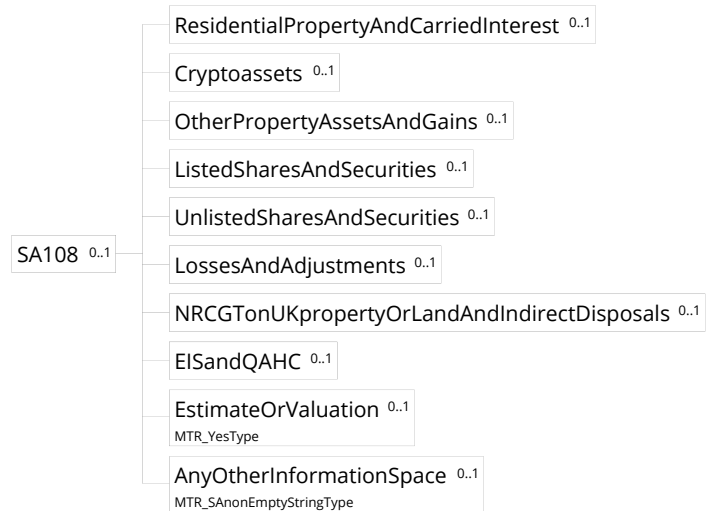 ResidentialPropertyAndCarriedInterest 0..1
Cryptoassets 0..1
OtherPropertyAssetsAndGains 0..1
ListedSharesAndSecurities 0..1
UnlistedSharesAndSecurities 0..1
SA108 0..1
LossesAndAdjustments 0..1
NRCGTonUKpropertyOrLandAndIndirectDisposals 0..1
EISandQAHC 0..1
EstimateOrValuation 0..1
MTR_YesType
AnyOtherInformationSpace 0..1
MTR_SAnonEmptyStringType